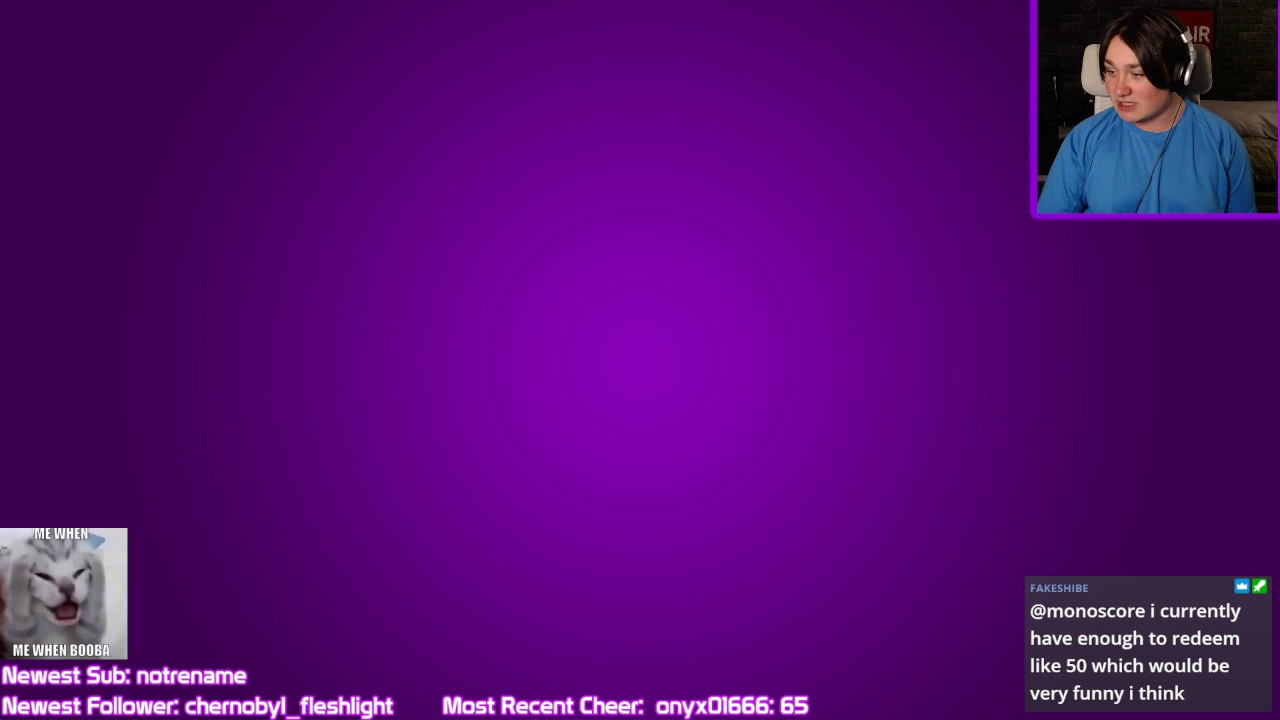 AIR
ME WHEN
ME WHEN BOOBA
Newest Sub: notrename
Newest Follower: chernobyl_fleshlight
Most Recent Cheer: onyx01666: 65
FAKESHIBE
@monoscore i currently
have enough to redeem
like 50 which would be
very funny i think